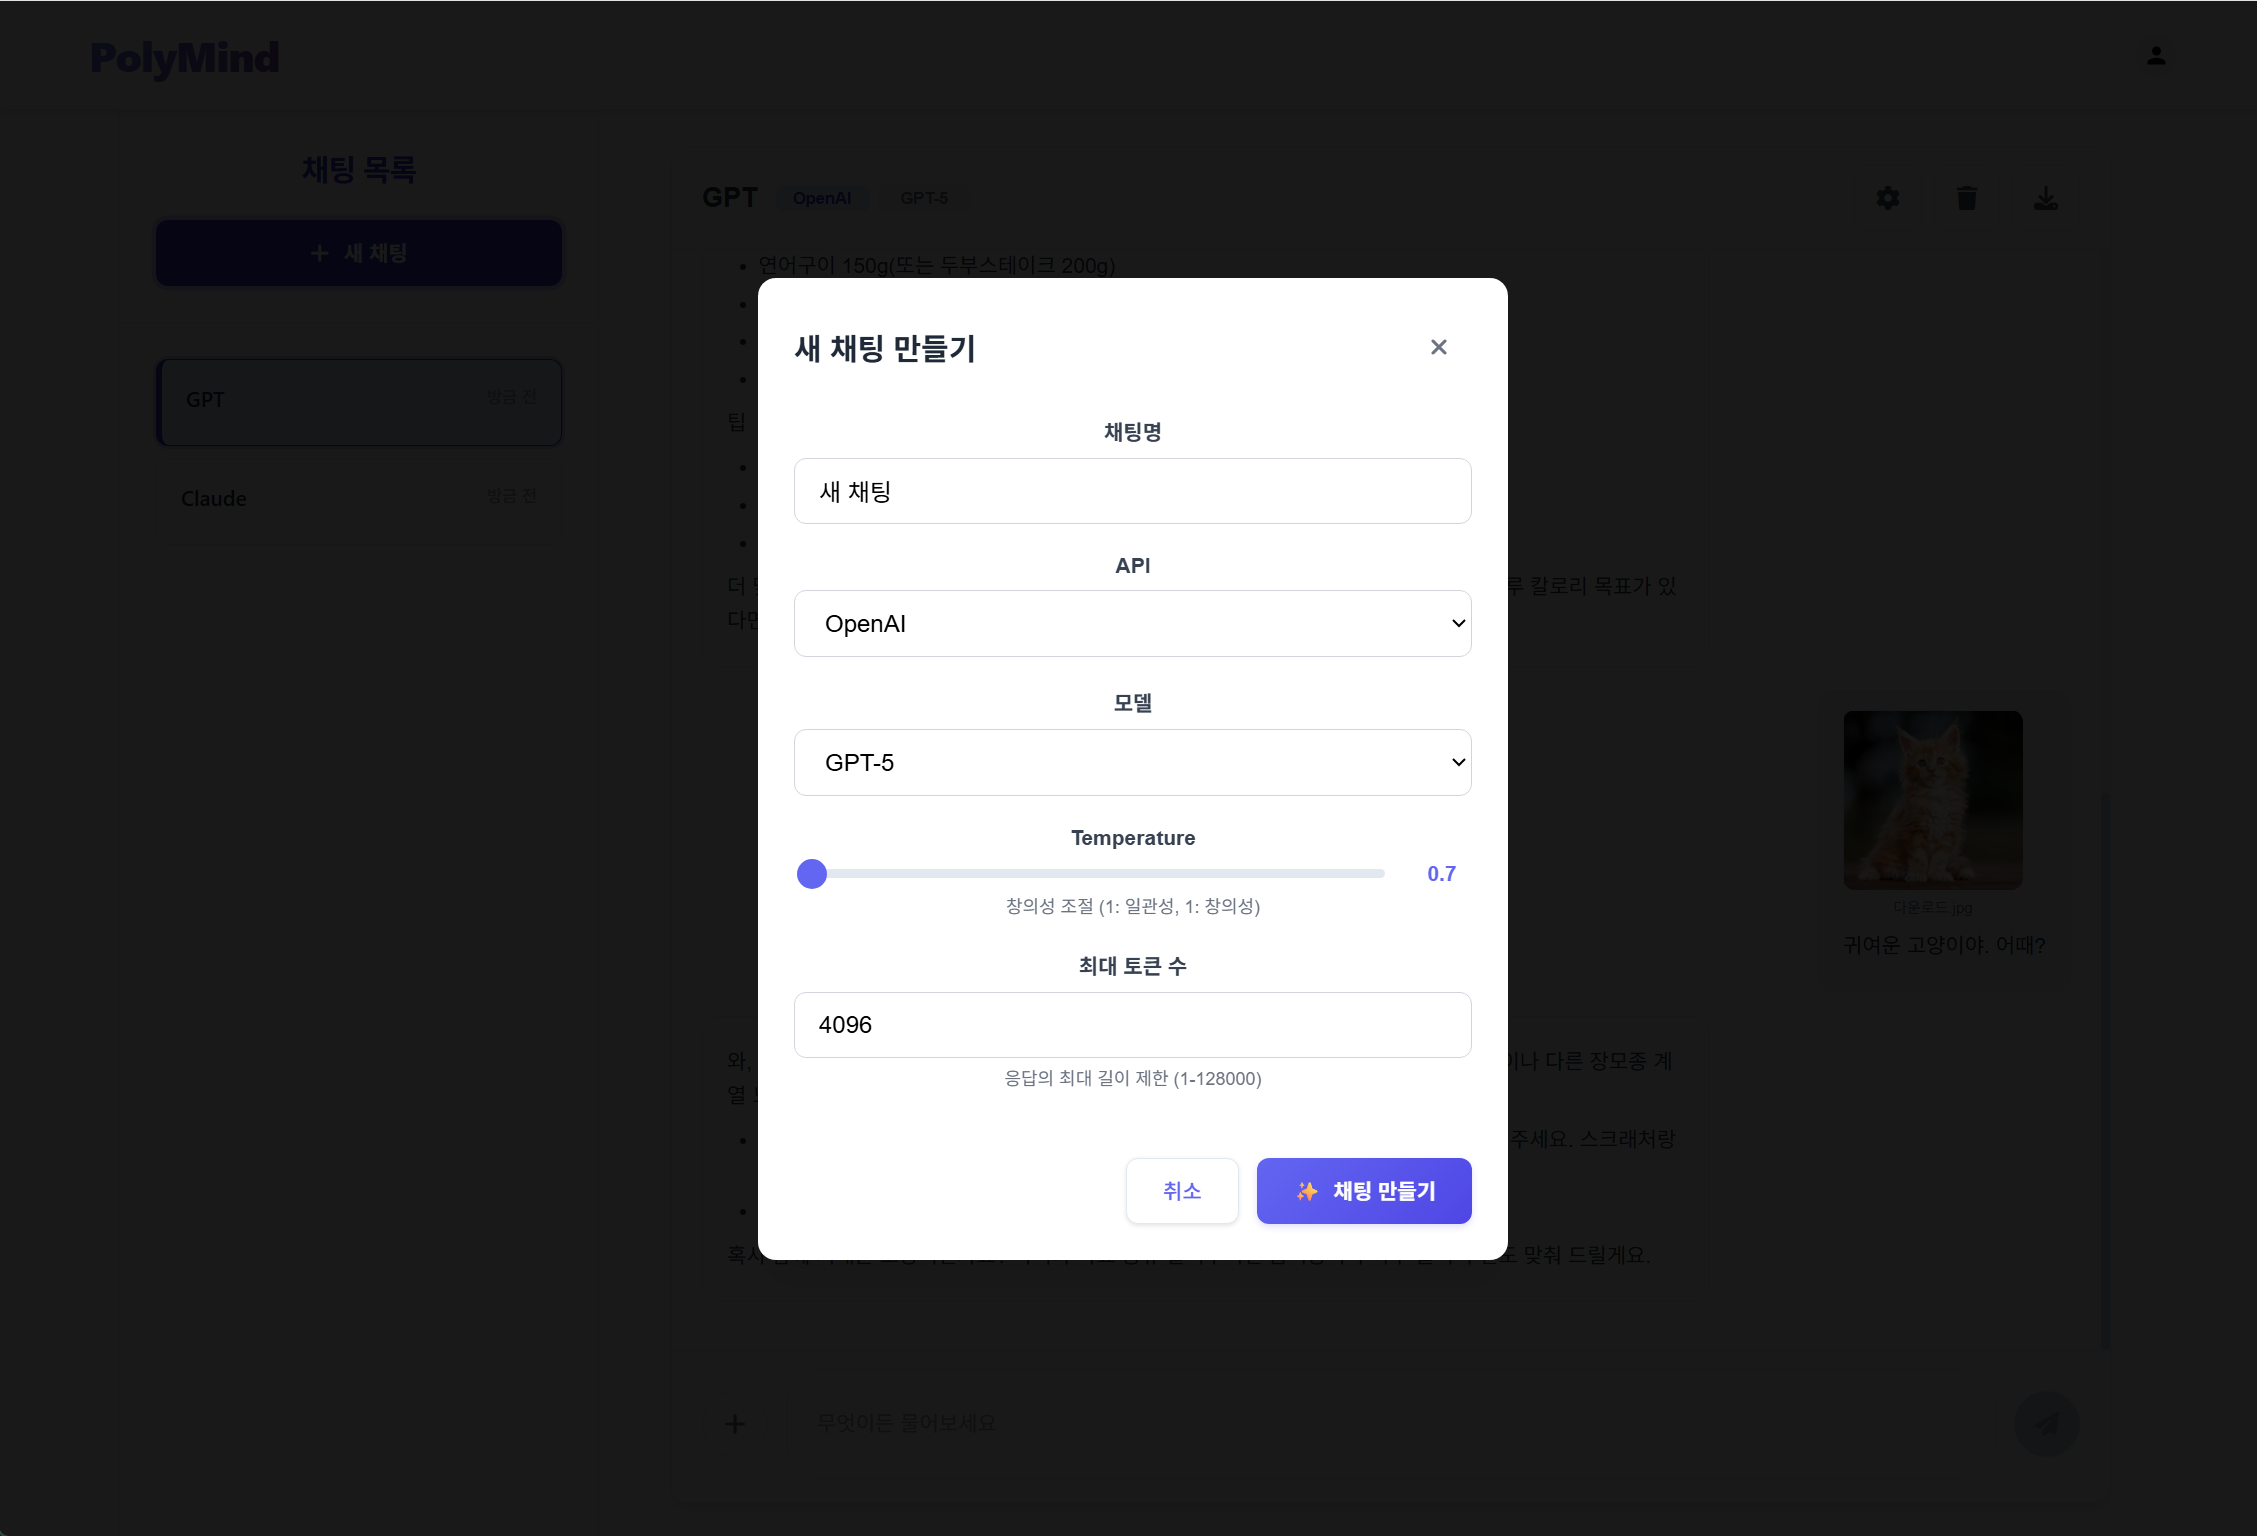 PolyMind
채팅 목록
+ 새 채팅
GPT 방금 전
Claude 방금 전
GPT OpenAI GPT-5
연어구이 150g(또는 두부스테이크 200g)
팁
더
루 칼로리 목표가 있
다면
다운로드.jpg
귀여운 고양이야. 어때?
와,
이나 다른 장모종 계
열
주세요. 스크래처랑
혹시
도 맞춰 드릴게요.
무엇이든 물어보세요
새 채팅 만들기
채팅명
새 채팅
API
OpenAI
모델
GPT-5
Temperature
0.7
창의성 조절 (1: 일관성, 1: 창의성)
최대 토큰 수
4096
응답의 최대 길이 제한 (1-128000)
취소
✨ 채팅 만들기